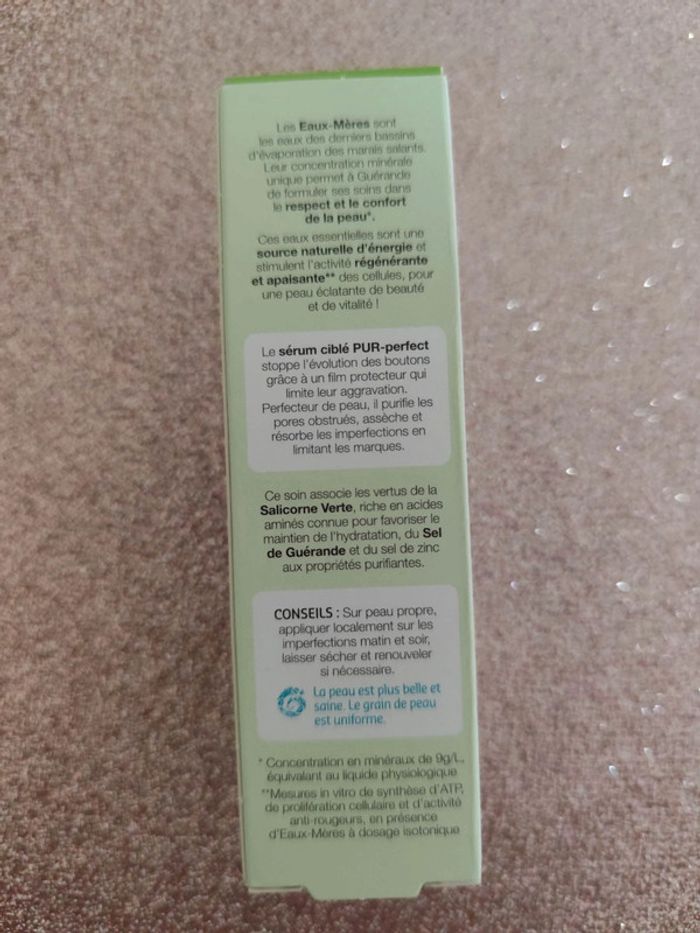 Les Eaux-Mères sont
les eaux des derniers bassins
d'évaporation des marais salants.
Leur concentration minérale
unique permet à Guérande
de formuler ses soins dans
le respect et le confort
de la peau*.
Ces eaux essentielles sont une
source naturelle d'énergie et
stimulent l'activité régénérante
et apaisante** des cellules, pour
une peau éclatante de beauté
et de vitalité !
Le sérum ciblé PUR-perfect
stoppe l'évolution des boutons
grâce à un film protecteur qui
limite leur aggravation.
Perfecteur de peau, il purifie les
pores obstrués, assèche et
résorbe les imperfections en
limitant les marques.
Ce soin associe les vertus de la
Salicorne Verte, riche en acides
aminés connue pour favoriser le
maintien de l'hydratation, du Sel
de Guérande et du sel de zinc
aux propriétés purifiantes.
CONSEILS : Sur peau propre,
appliquer localement sur les
imperfections matin et soir,
laisser sécher et renouveler
si nécessaire.
La peau est plus belle et
saine. Le grain de peau
est uniforme.
* Concentration en minéraux de 9g/L,
équivalant au liquide physiologique
**Mesures in vitro de synthèse d'ATP,
de prolifération cellulaire et d'activité
anti-rougeurs, en présence
d'Eaux-Mères à dosage isotonique